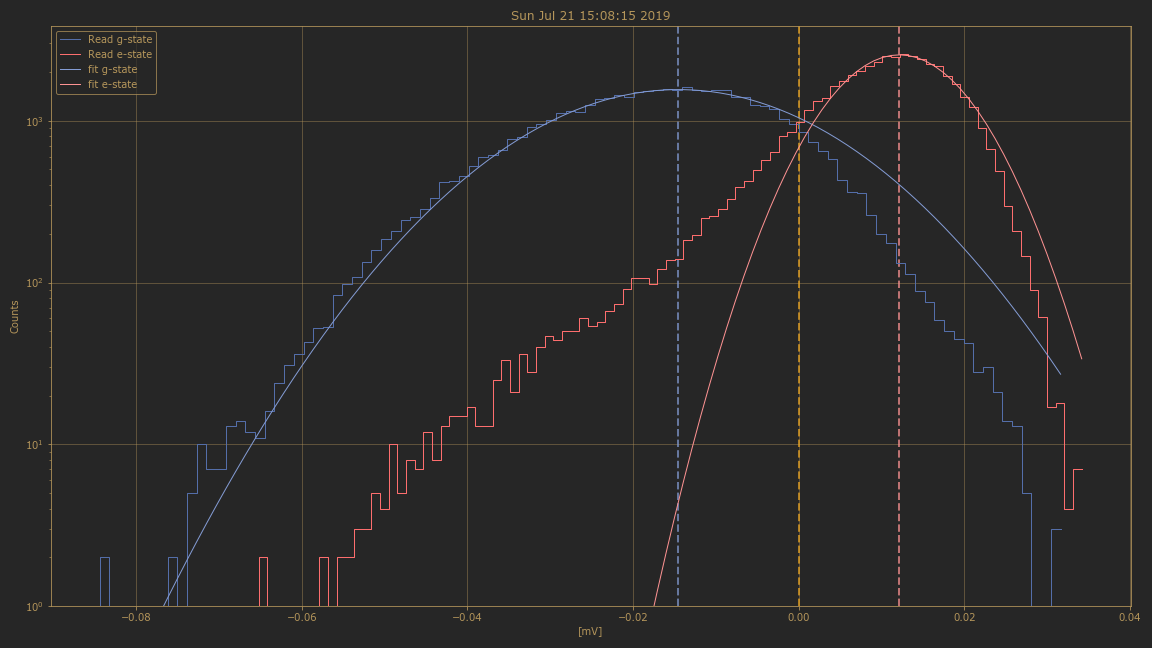 Sun Jul 21 15:08:15 2019
Read g-state
Read e-state
fit g-state
fit e-state
10³
10²
10¹
10⁰
Counts
−0.08 −0.06 −0.04 −0.02 0.00 0.02 0.04
[mV]